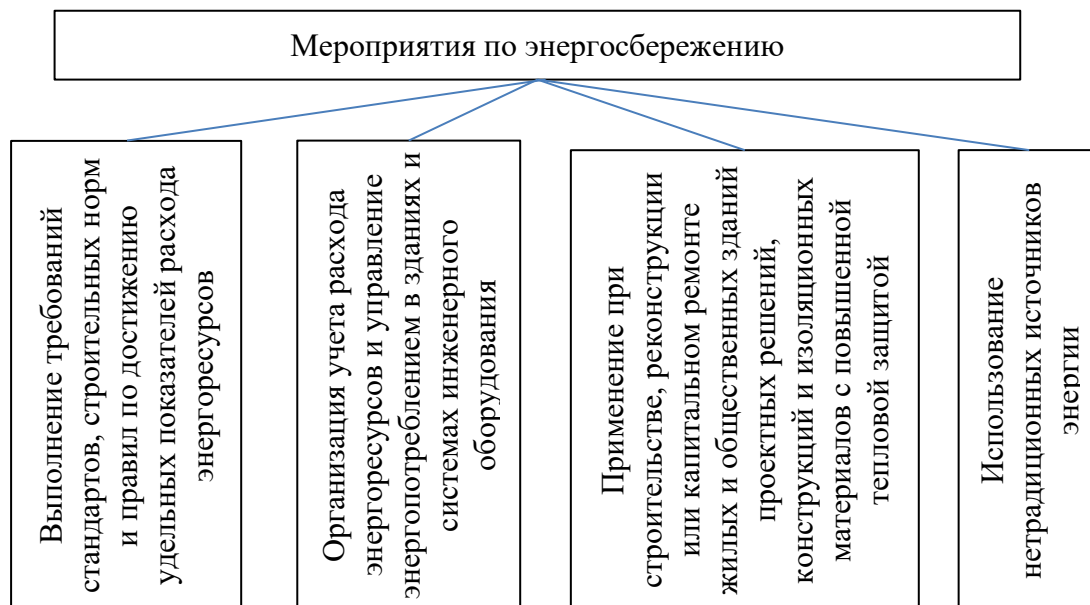 Мероприятия по энергосбережению
Выполнение требований
стандартов, строительных норм
и правил по достижению
удельных показателей расхода
энергоресурсов
Организация учета расхода
энергоресурсов и управление
энергопотреблением в зданиях и
системах инженерного
оборудования
Применение при
строительстве, реконструкции
или капитальном ремонте
жилых и общественных зданий
проектных решений,
конструкций и изоляционных
материалов с повышенной
тепловой защитой
Использование
нетрадиционных источников
энергии